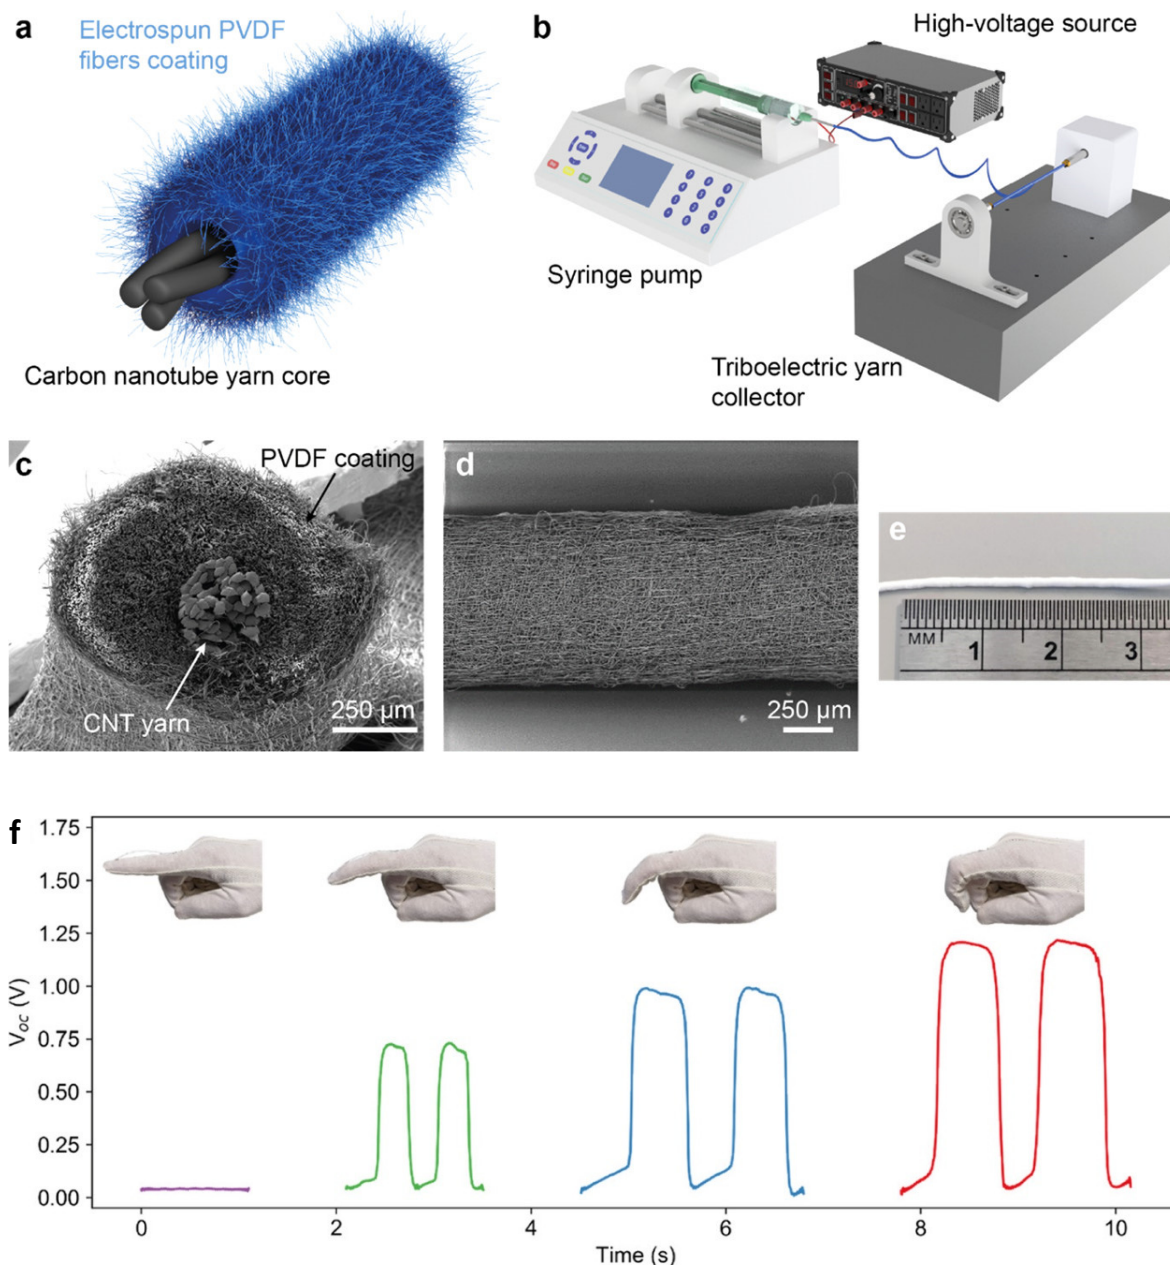 a
Electrospun PVDF
fibers coating
Carbon nanotube yarn core
b
High-voltage source
Syringe pump
Triboelectric yarn
collector
c
PVDF coating
CNT yarn
250 µm
d
250 µm
e
MM 1 2 3
f
1.75
1.50
1.25
1.00
0.75
0.50
0.25
0.00
Voc (V)
0 2 4 6 8 10
Time (s)